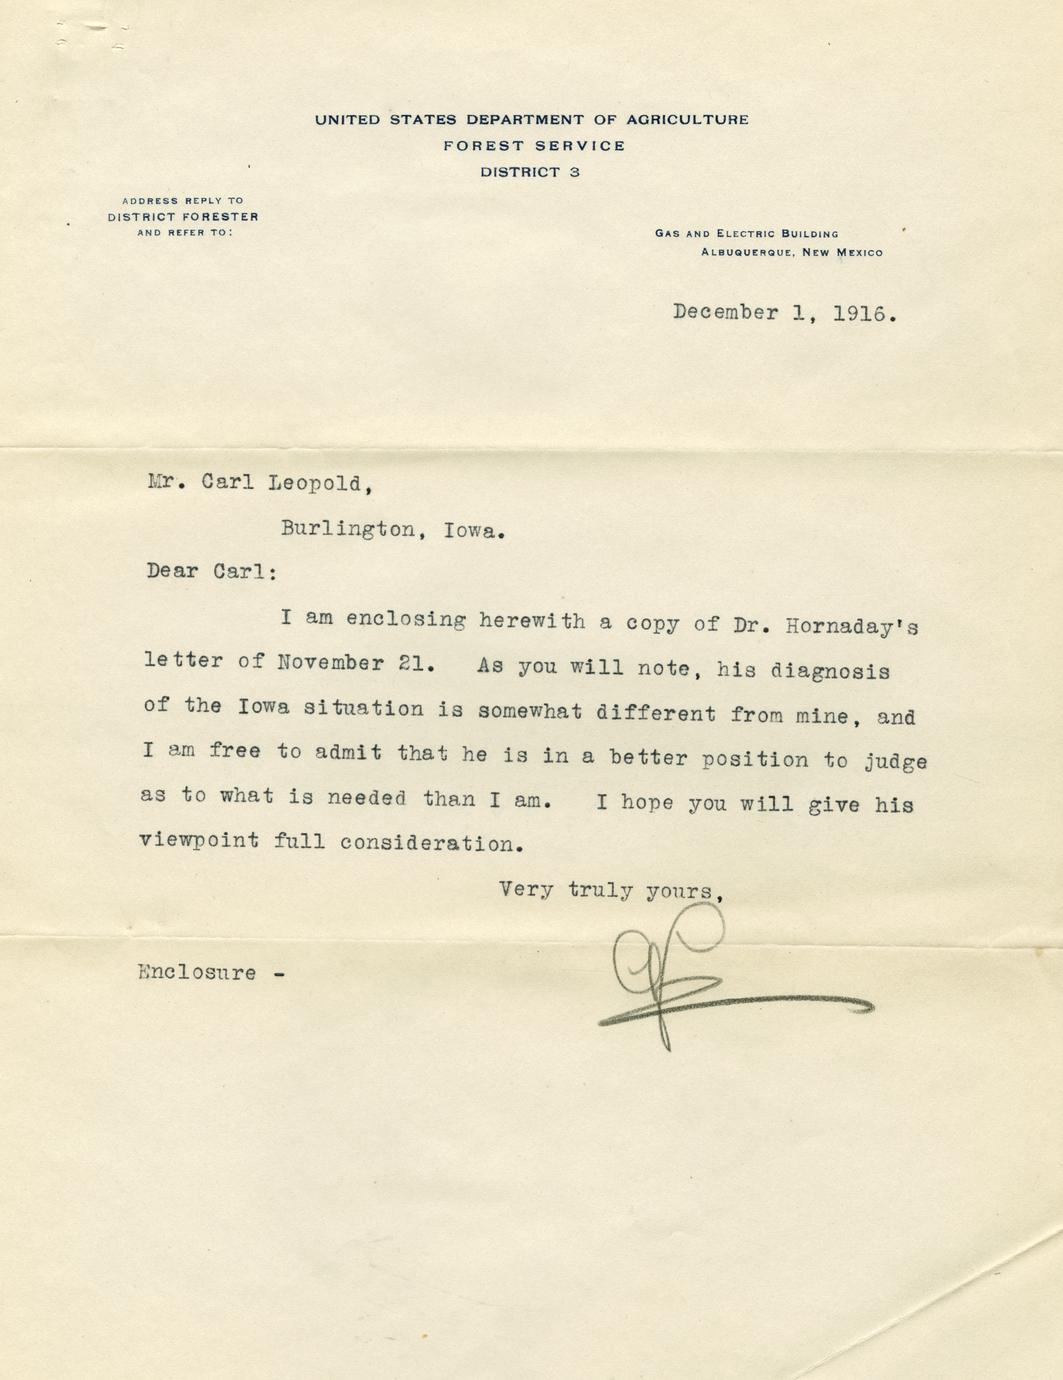 UNITED STATES DEPARTMENT OF AGRICULTURE
FOREST SERVICE
DISTRICT 3
ADDRESS REPLY TO
DISTRICT FORESTER
AND REFER TO:
GAS AND ELECTRIC BUILDING
ALBUQUERQUE, NEW MEXICO
December 1, 1916.
Mr. Carl Leopold,
Burlington, Iowa.
Dear Carl:
I am enclosing herewith a copy of Dr. Hornaday's
letter of November 21. As you will note, his diagnosis
of the Iowa situation is somewhat different from mine, and
I am free to admit that he is in a better position to judge
as to what is needed than I am. I hope you will give his
viewpoint full consideration.
Very truly yours,
Enclosure -